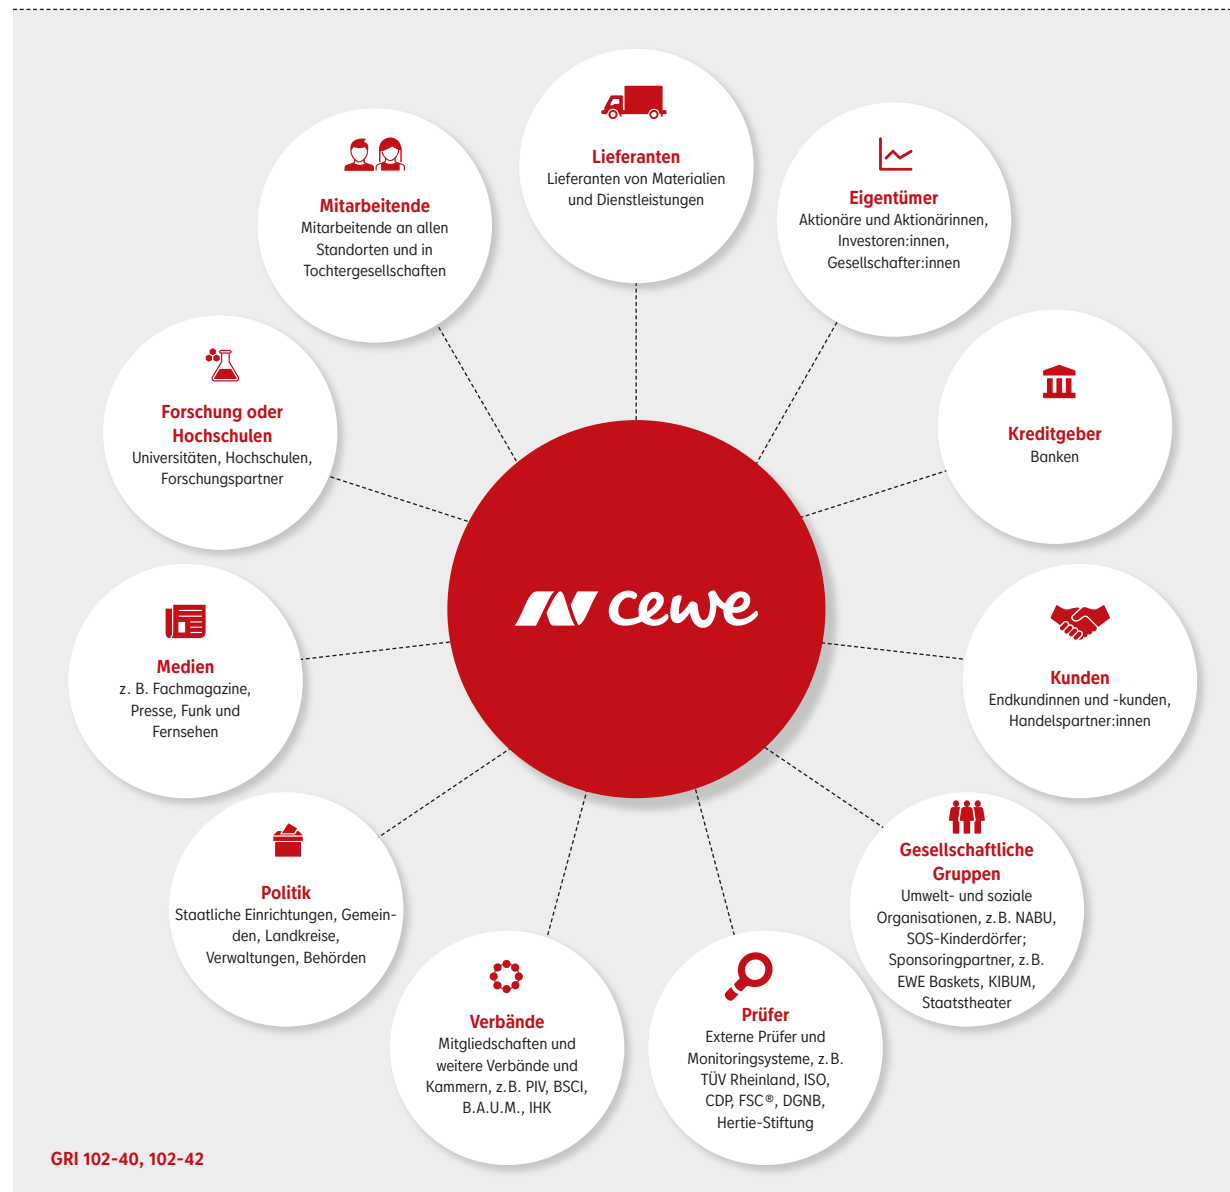 Lieferanten
Lieferanten von Materialien
und Dienstleistungen
Eigentümer
Aktionäre und Aktionärinnen,
Investoren:innen,
Gesellschafter:innen
Kreditgeber
Banken
Kunden
Endkundinnen und -kunden,
Handelspartner:innen
Gesellschaftliche
Gruppen
Umwelt- und soziale
Organisationen, z. B. NABU,
SOS-Kinderdörfer;
Sponsoringpartner, z. B.
EWE Baskets, KIBUM,
Staatstheater
Prüfer
Externe Prüfer und
Monitoringsysteme, z. B.
TÜV Rheinland, ISO,
CDP, FSC®, DGNB,
Hertie-Stiftung
Verbände
Mitgliedschaften und
weitere Verbände und
Kammern, z. B. PIV, BSCI,
B.A.U.M., IHK
Politik
Staatliche Einrichtungen, Gemein-
den, Landkreise,
Verwaltungen, Behörden
Medien
z. B. Fachmagazine,
Presse, Funk und
Fernsehen
Forschung oder
Hochschulen
Universitäten, Hochschulen,
Forschungspartner
Mitarbeitende
Mitarbeitende an allen
Standorten und in
Tochtergesellschaften
cewe
GRI 102-40, 102-42